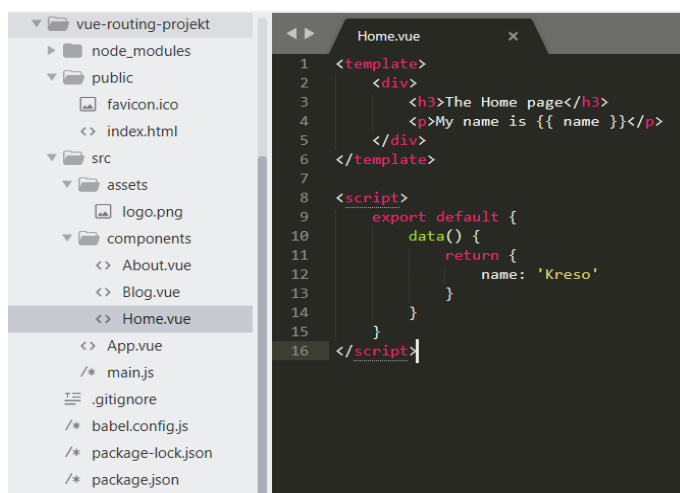 vue-routing-projekt
node_modules
public
favicon.ico
<> index.html
src
assets
logo.png
components
<> About.vue
<> Blog.vue
<> Home.vue
<> App.vue
/* main.js
.gitignore
/* babel.config.js
/* package-lock.json
/* package.json
Home.vue ×
1 <template>
2 <div>
3 <h3>The Home page</h3>
4 <p>My name is {{ name }}</p>
5 </div>
6 </template>
7
8 <script>
9 export default {
10 data() {
11 return {
12 name: 'Kreso'
13 }
14 }
15 }
16 </script>